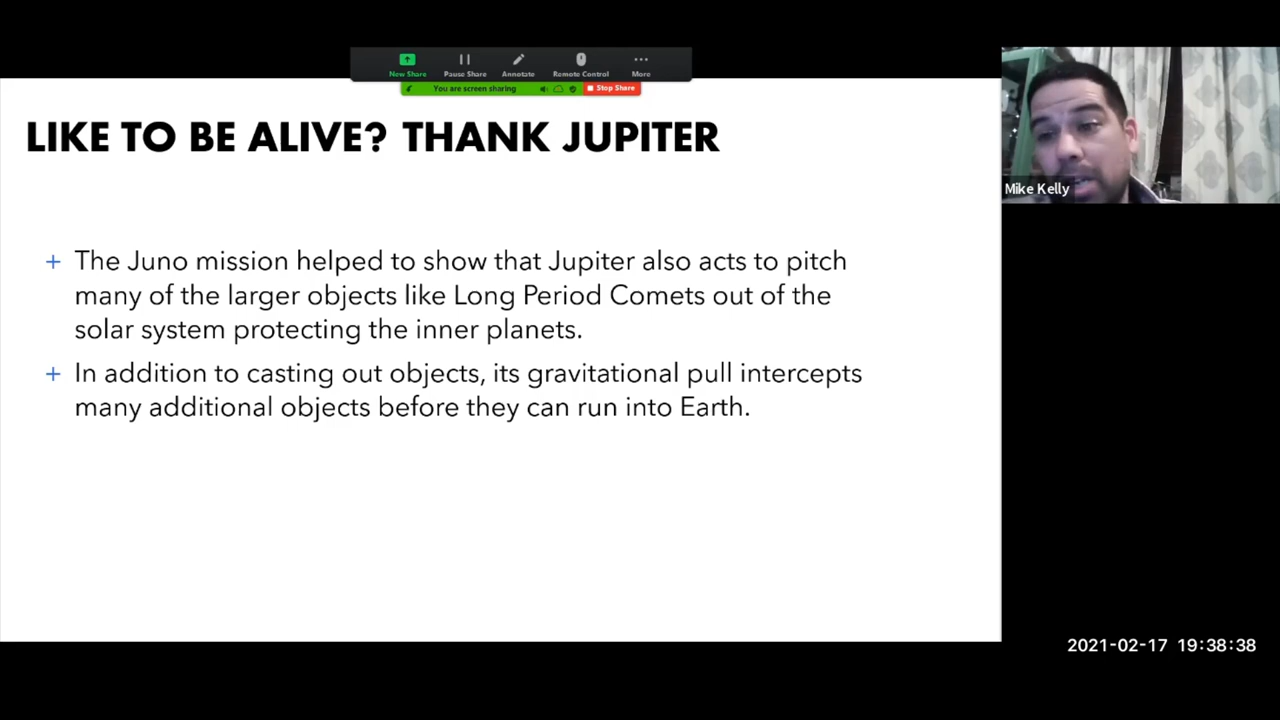 New Share
Pause Share
Annotate
Remote Control
More
You are screen sharing
Stop Share
LIKE TO BE ALIVE? THANK JUPITER
Mike Kelly
+ The Juno mission helped to show that Jupiter also acts to pitch
many of the larger objects like Long Period Comets out of the
solar system protecting the inner planets.
+ In addition to casting out objects, its gravitational pull intercepts
many additional objects before they can run into Earth.
2021-02-17 19:38:38